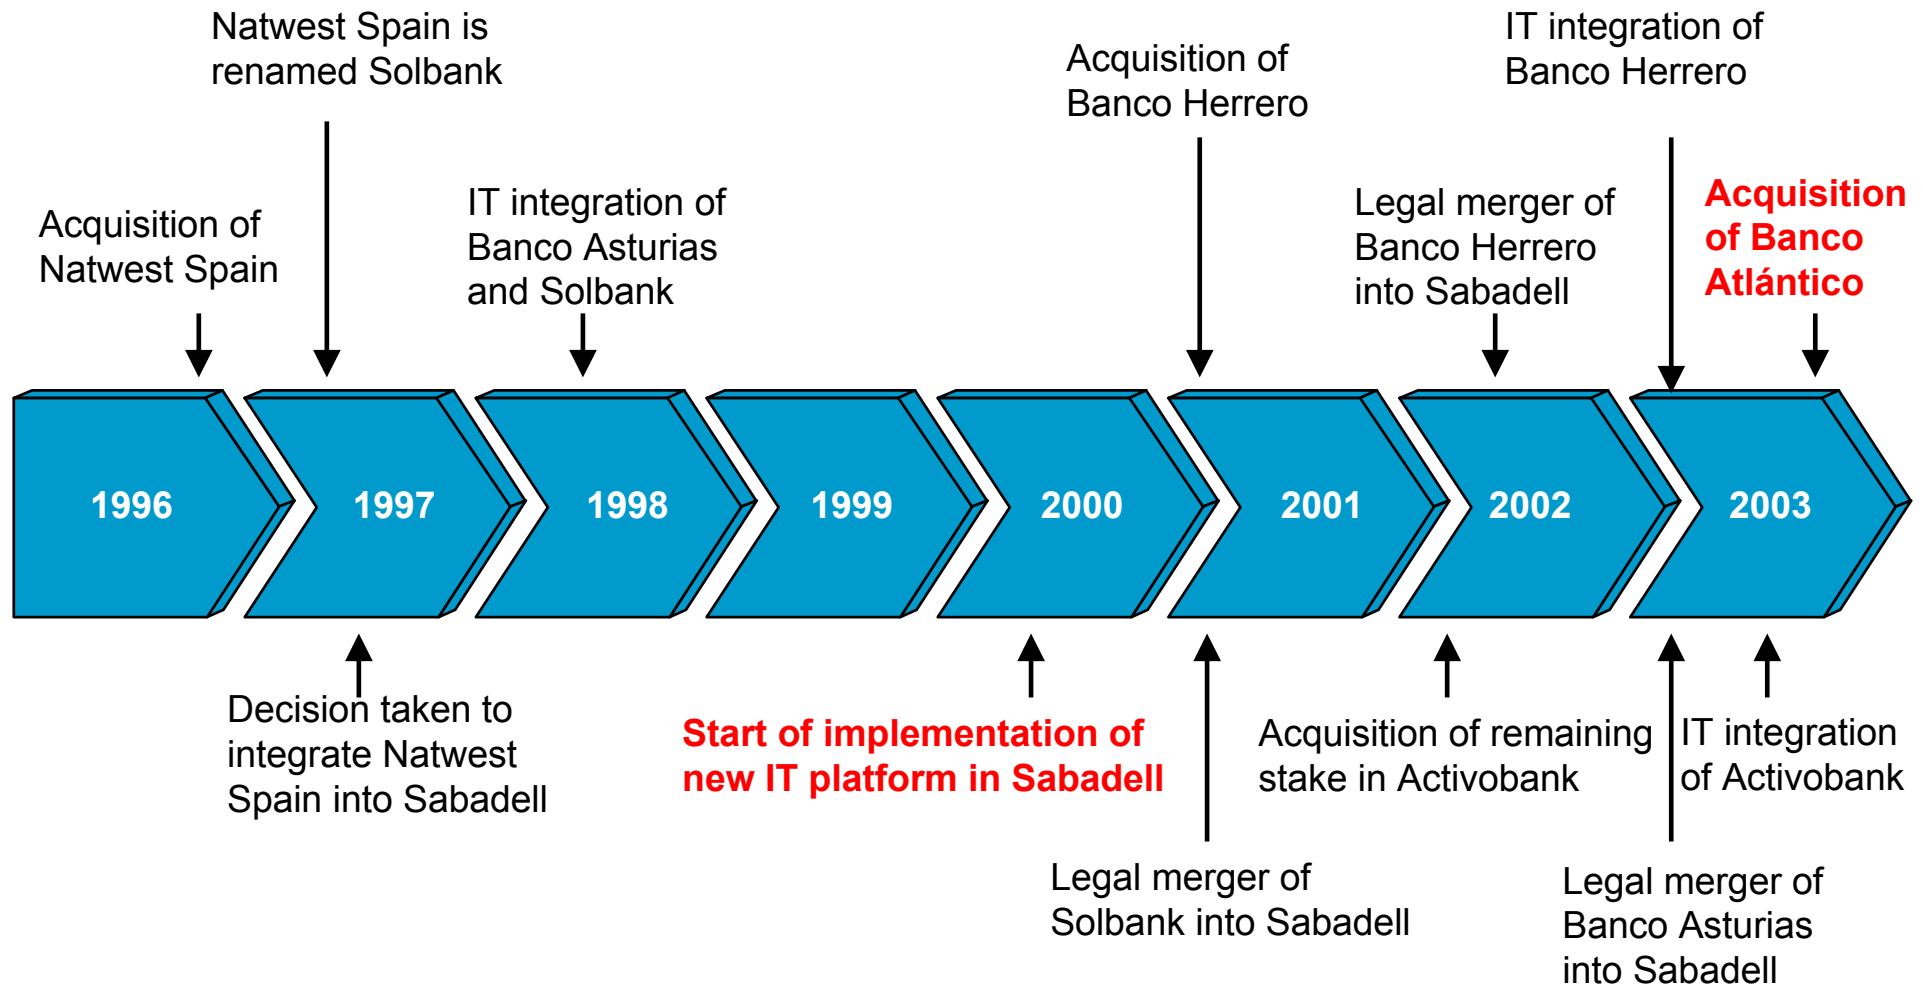 Natwest Spain is
renamed Solbank
IT integration of
Banco Herrero
Acquisition of
Banco Herrero
Acquisition of
Natwest Spain
IT integration of
Banco Asturias
and Solbank
Legal merger of
Banco Herrero
into Sabadell
Acquisition
of Banco
Atlántico
1996
1997
1998
1999
2000
2001
2002
2003
Decision taken to
integrate Natwest
Spain into Sabadell
Start of implementation of
new IT platform in Sabadell
Acquisition of remaining
stake in Activobank
IT integration
of Activobank
Legal merger of
Solbank into Sabadell
Legal merger of
Banco Asturias
into Sabadell